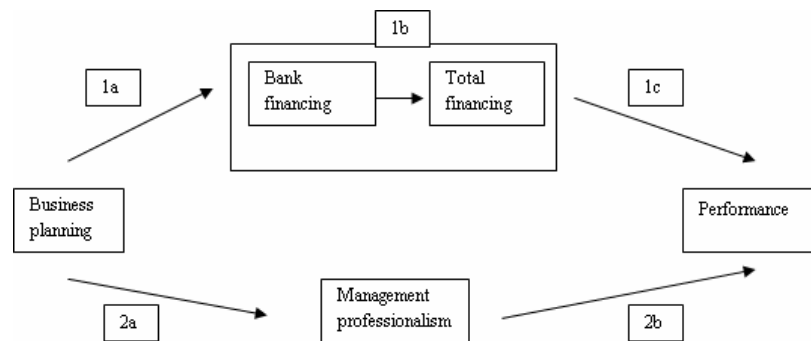 1b
Bank
financing
Total
financing
1a
1c
Business
planning
Performance
Management
professionalism
2a
2b